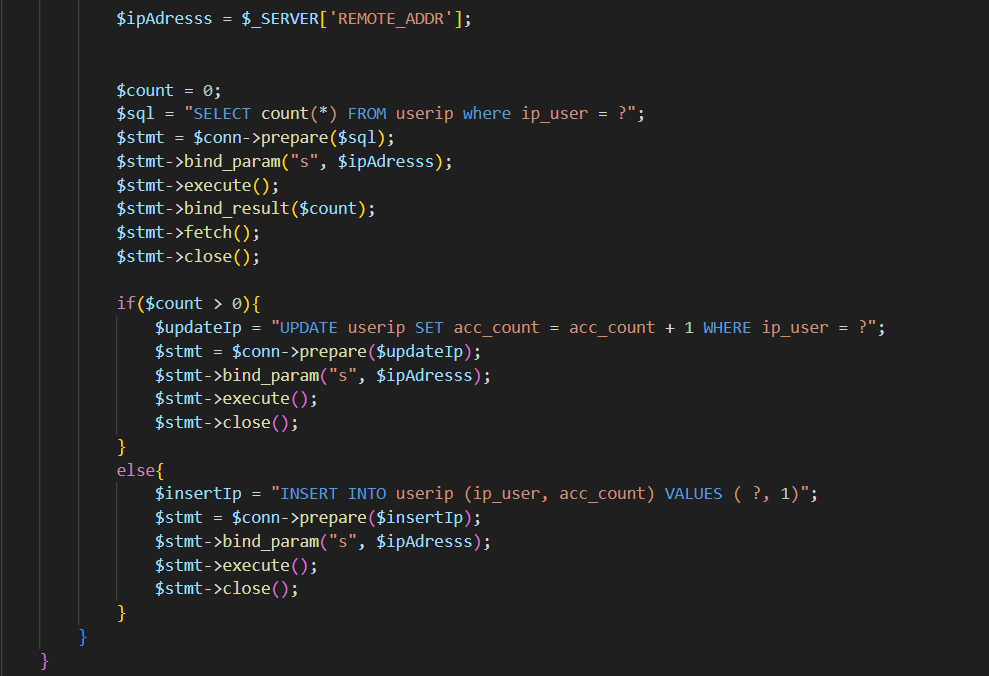 $ipAdresss = $_SERVER['REMOTE_ADDR'];
$count = 0;
$sql = "SELECT count(*) FROM userip where ip_user = ?";
$stmt = $conn->prepare($sql);
$stmt->bind_param("s", $ipAdresss);
$stmt->execute();
$stmt->bind_result($count);
$stmt->fetch();
$stmt->close();
if($count > 0){
$updateIp = "UPDATE userip SET acc_count = acc_count + 1 WHERE ip_user = ?";
$stmt = $conn->prepare($updateIp);
$stmt->bind_param("s", $ipAdresss);
$stmt->execute();
$stmt->close();
}
else{
$insertIp = "INSERT INTO userip (ip_user, acc_count) VALUES ( ?, 1)";
$stmt = $conn->prepare($insertIp);
$stmt->bind_param("s", $ipAdresss);
$stmt->execute();
$stmt->close();
}
}
}